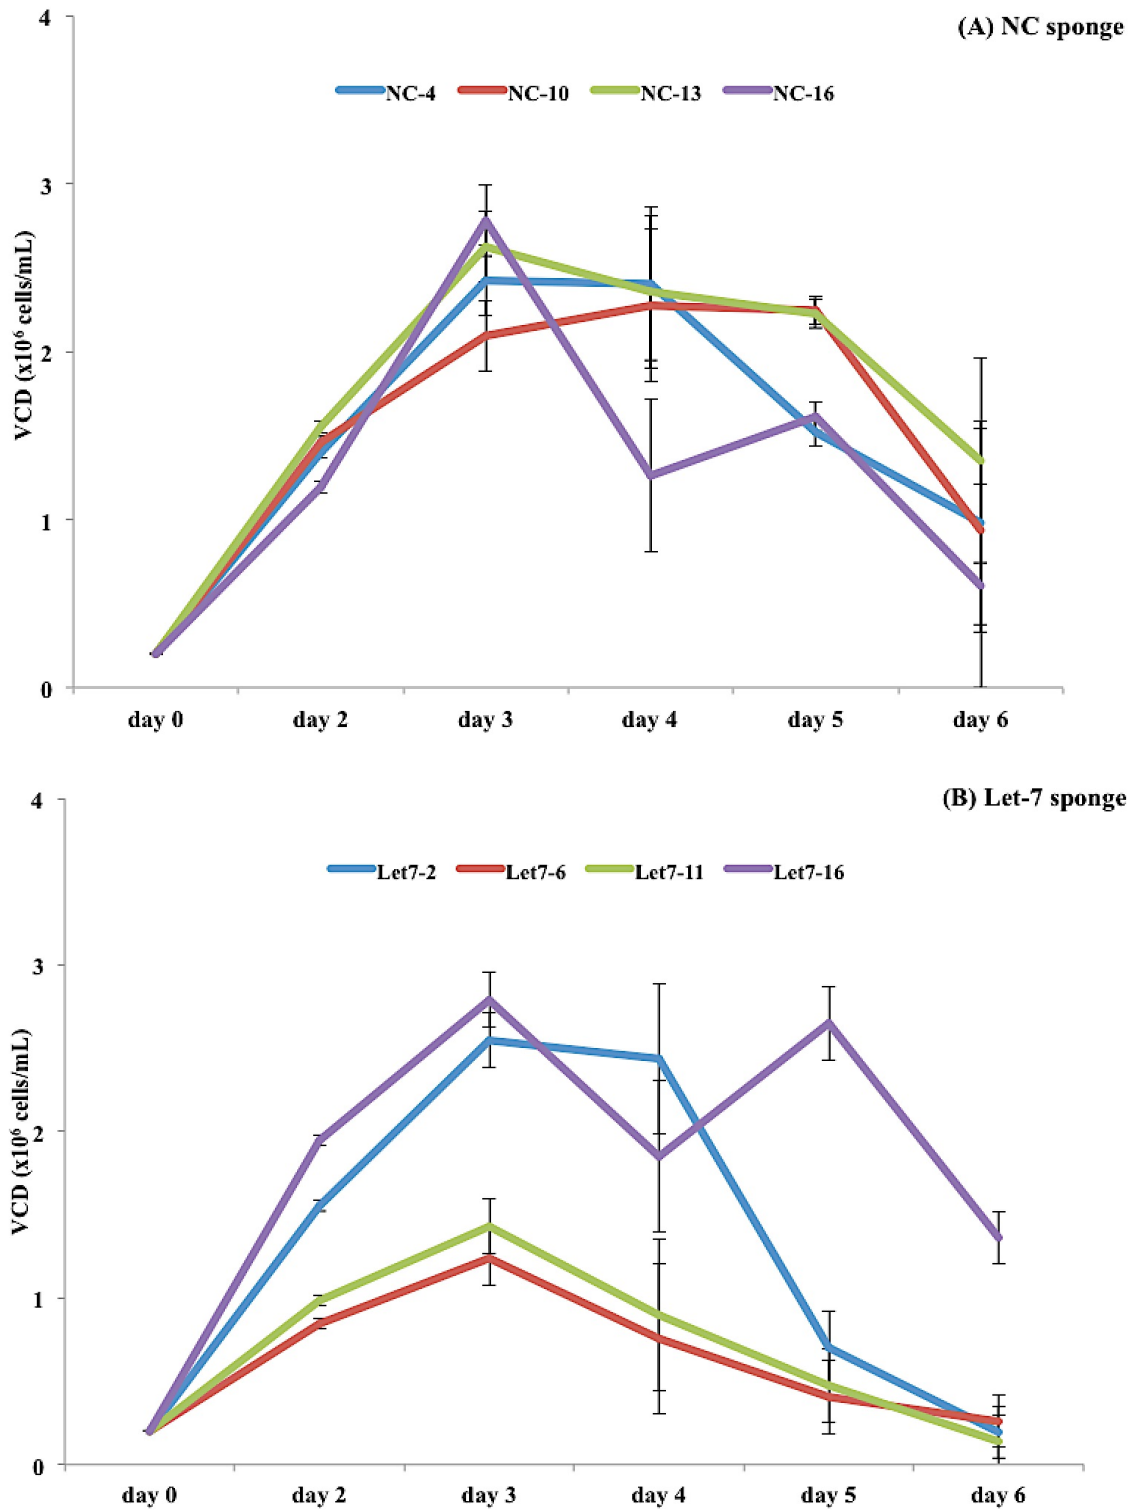 (A) NC sponge
NC-4 NC-10 NC-13 NC-16
4
3
2
1
0
VCD (x10⁶ cells/mL)
day 0 day 2 day 3 day 4 day 5 day 6
(B) Let-7 sponge
Let7-2 Let7-6 Let7-11 Let7-16
4
3
2
1
0
VCD (x10⁶ cells/mL)
day 0 day 2 day 3 day 4 day 5 day 6